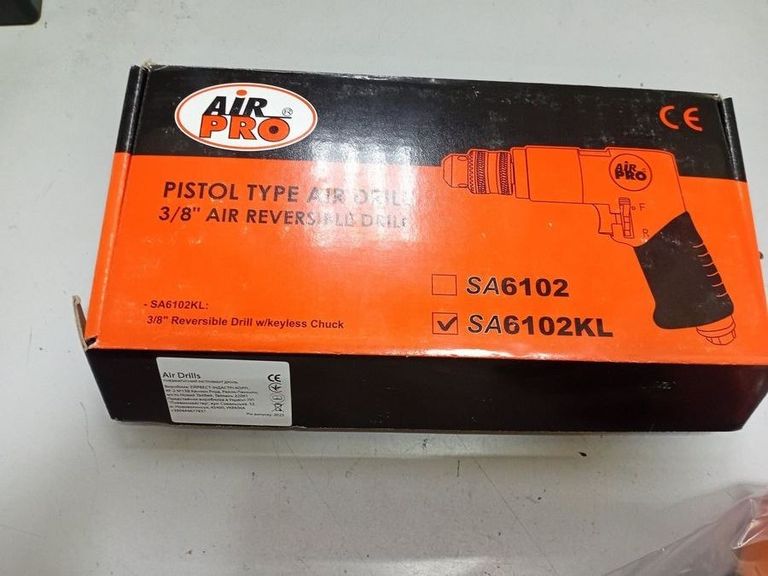 AIR
PRO ®
CE
PISTOL TYPE AIR DRILL
3/8" AIR REVERSIBLE DRILL
AIR
PRO
F
R
SA6102
SA6102KL
- SA6102KL:
3/8" Reversible Drill w/keyless Chuck
Air Drills
CE